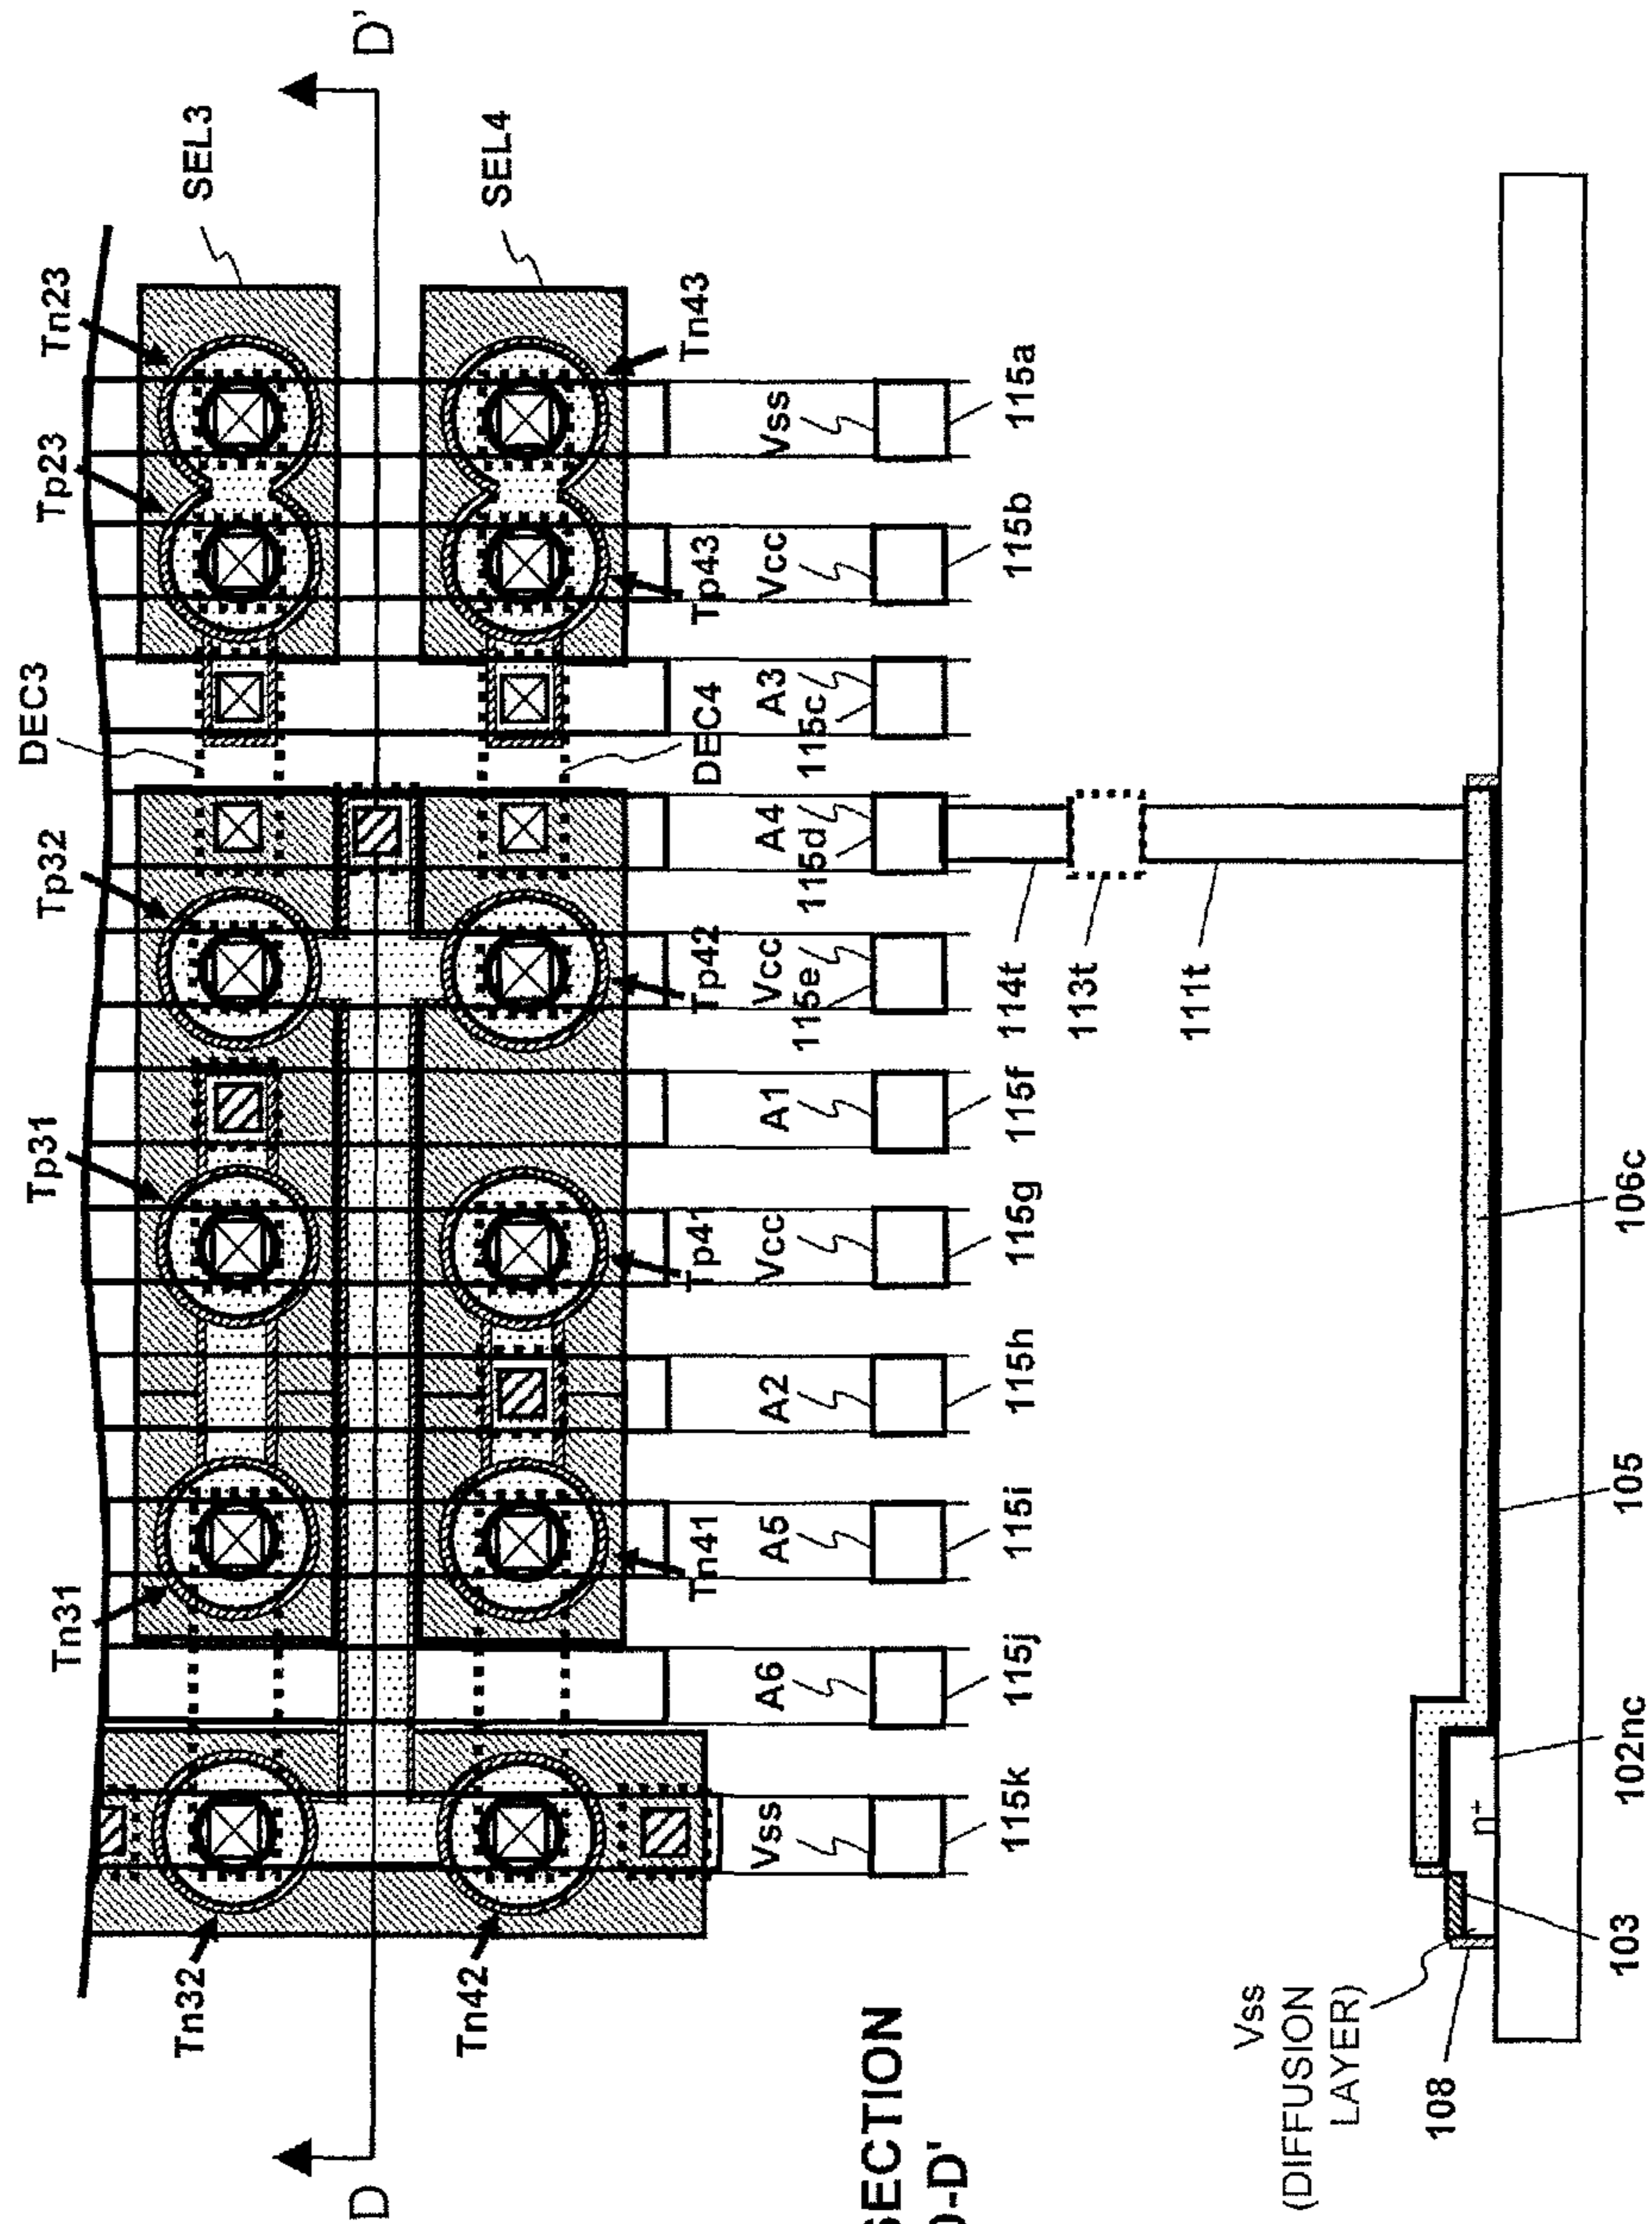 D'
SEL3
SEL4
Tn23
Tp23
Tn43
Tp43
DEC3
DEC4
Tp32
Tp42
Tp31
Tp41
Tn31
Tn41
Tn32
Tn42
D
Vss
Vcc
A3
A4
Vcc
A1
Vcc
A2
A5
A6
Vss
115a
115b
115c
115d
115e
115f
115g
115h
115i
115j
115k
114t
113t
111t
SECTION
D-D'
Vss
(DIFFUSION
LAYER)
108
103
n+
102nc
105
106c